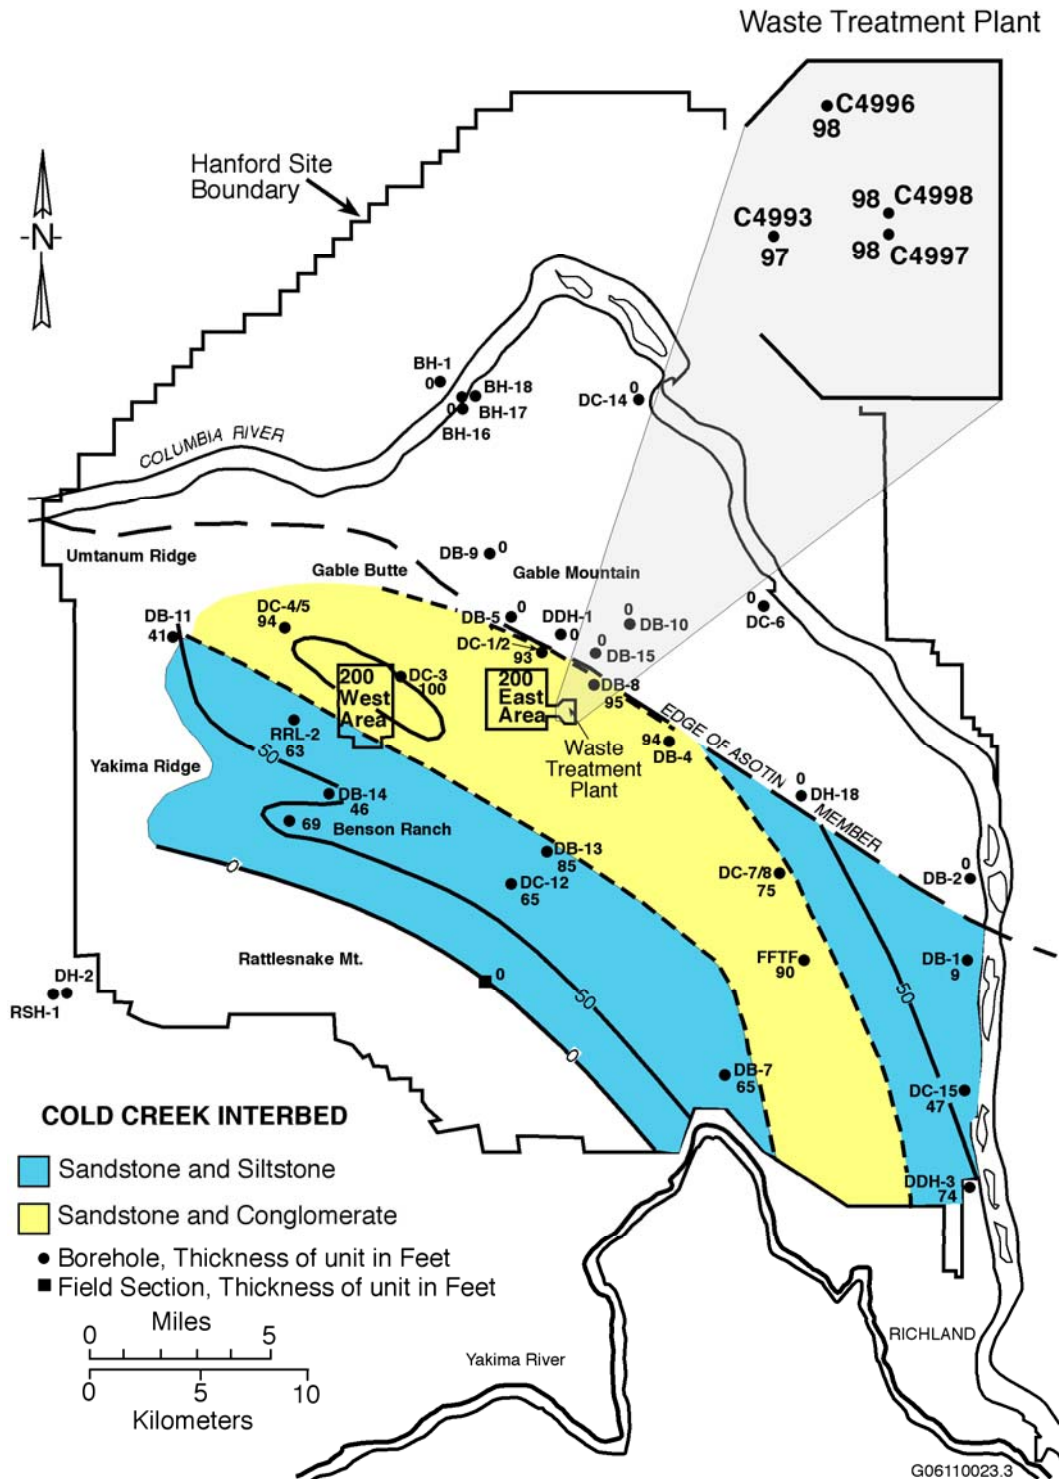 Waste Treatment Plant
C4996
98
98 C4998
C4993
97
98 C4997
Hanford Site
Boundary
N
BH-1
0
BH-18
0
BH-17
BH-16
0
DC-14
COLUMBIA RIVER
Umtanum Ridge
DB-9
0
Gable Butte
Gable Mountain
DC-4/5
94
DB-11
41
DB-5
0
DDH-1
0
0
DB-10
0
DC-6
DC-1/2
93
0
DB-15
DC-3
100
200
West
Area
200
East
Area
DB-8
95
RRL-2
63
50
Yakima Ridge
Waste
Treatment
Plant
94
DB-4
EDGE OF ASOTIN MEMBER
0
DH-18
DB-14
46
69
Benson Ranch
DB-13
85
DC-12
65
DC-7/8
75
0
DB-2
0
Rattlesnake Mt.
0
FFTF
90
DB-1
9
50
50
DH-2
RSH-1
0
DB-7
65
DC-15
47
DDH-3
74
COLD CREEK INTERBED
Sandstone and Siltstone
Sandstone and Conglomerate
Borehole, Thickness of unit in Feet
Field Section, Thickness of unit in Feet
Miles
0 5
0 5 10
Kilometers
Yakima River
RICHLAND
G06110023.3